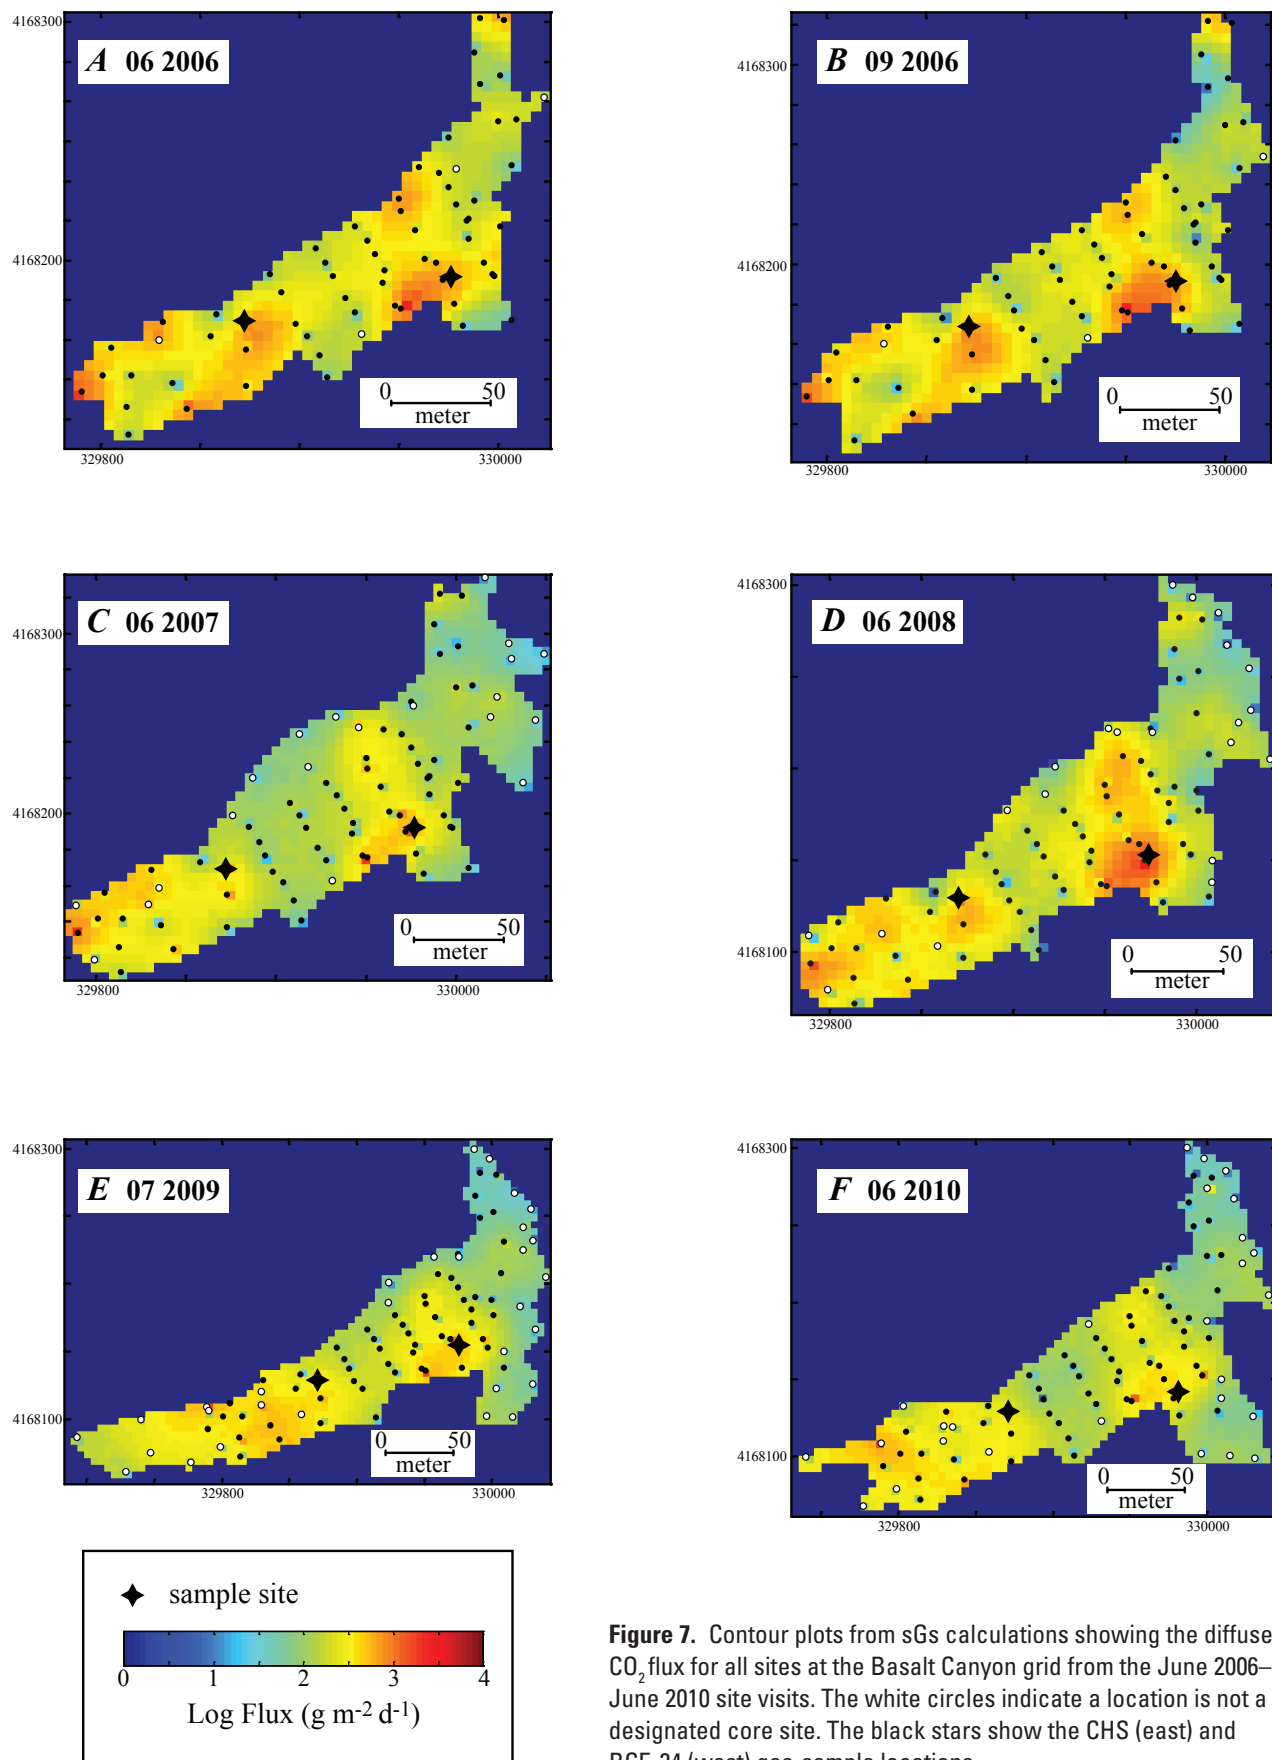 4168300
A 06 2006
4168200
0 50
meter
329800 330000
4168300
B 09 2006
4168200
0 50
meter
329800 330000
4168300
C 06 2007
4168200
0 50
meter
329800 330000
4168300
D 06 2008
4168100
0 50
meter
329800 330000
4168300
E 07 2009
4168100
0 50
meter
329800 330000
4168300
F 06 2010
4168100
0 50
meter
329800 330000
sample site
0 1 2 3 4
Log Flux (g m-2 d-1)
Figure 7. Contour plots from sGs calculations showing the diffuse
CO2 flux for all sites at the Basalt Canyon grid from the June 2006–
June 2010 site visits. The white circles indicate a location is not a
designated core site. The black stars show the CHS (east) and
(west) gas-sample locations